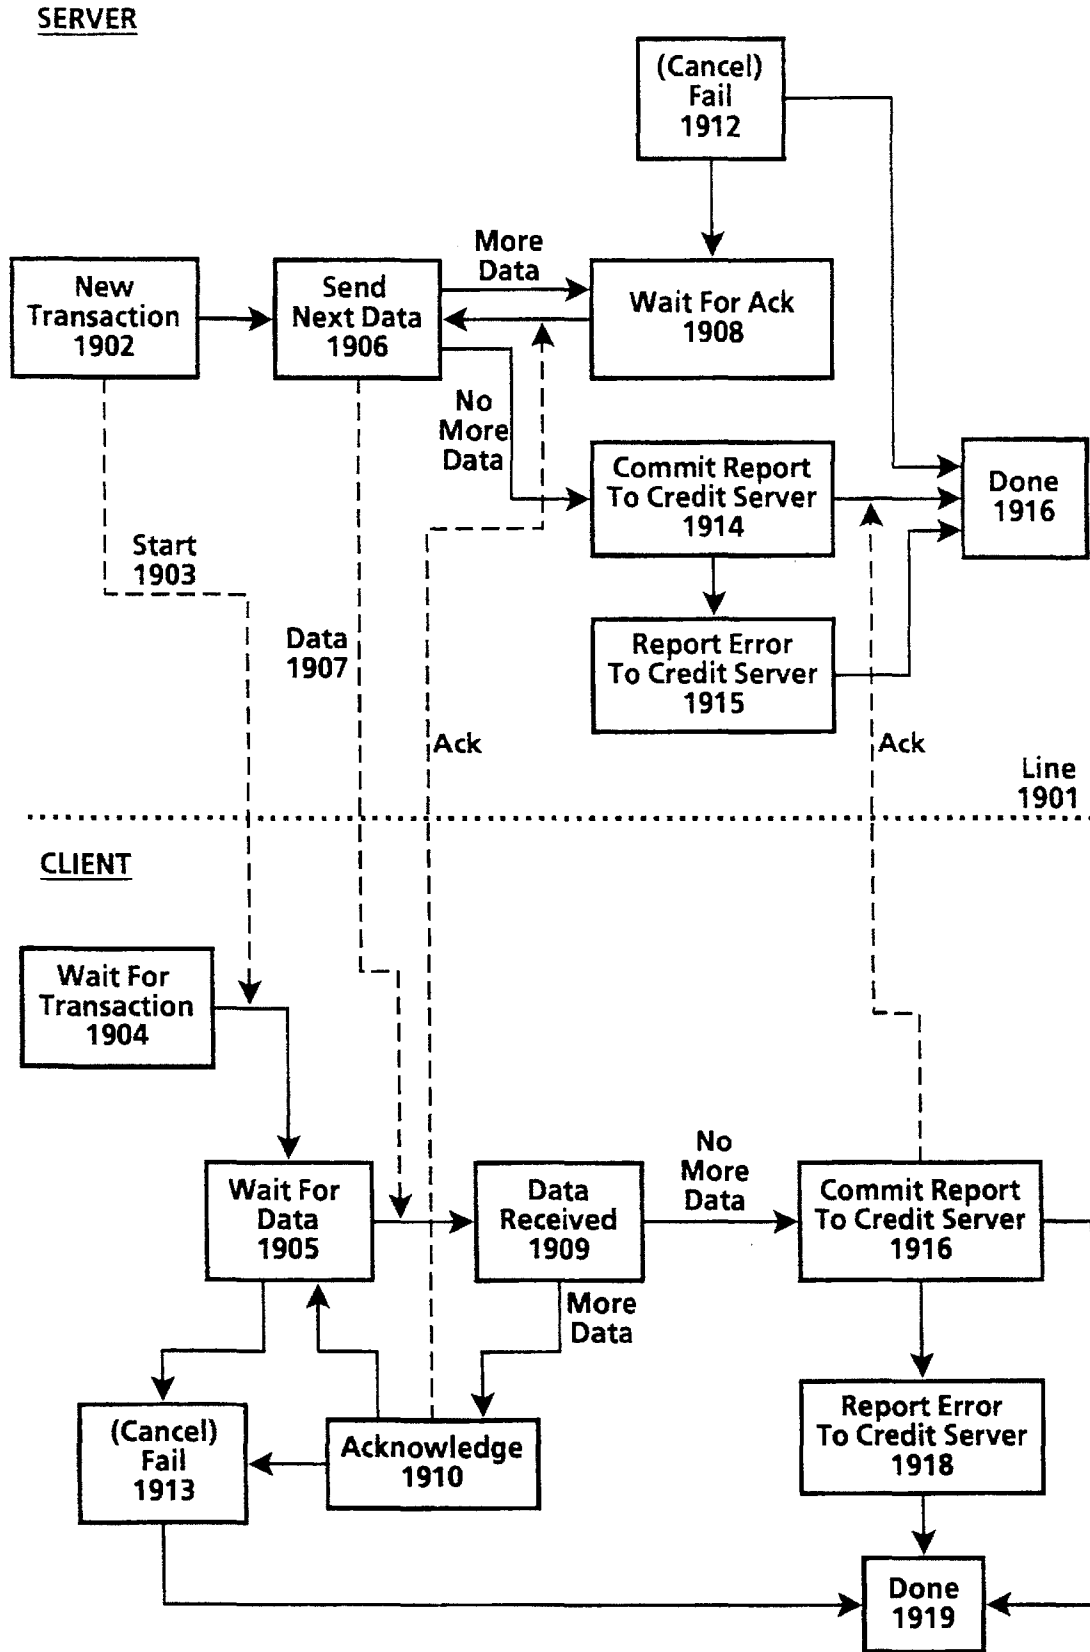 SERVER
(Cancel)
Fail
1912
New
Transaction
1902
Send
Next Data
1906
More
Data
Wait For Ack
1908
No
More
Data
Commit Report
To Credit Server
1914
Done
1916
Start
1903
Data
1907
Report Error
To Credit Server
1915
Ack
Ack
Line
1901
CLIENT
Wait For
Transaction
1904
Wait For
Data
1905
Data
Received
1909
No
More
Data
Commit Report
To Credit Server
1916
More
Data
(Cancel)
Fail
1913
Acknowledge
1910
Report Error
To Credit Server
1918
Done
1919